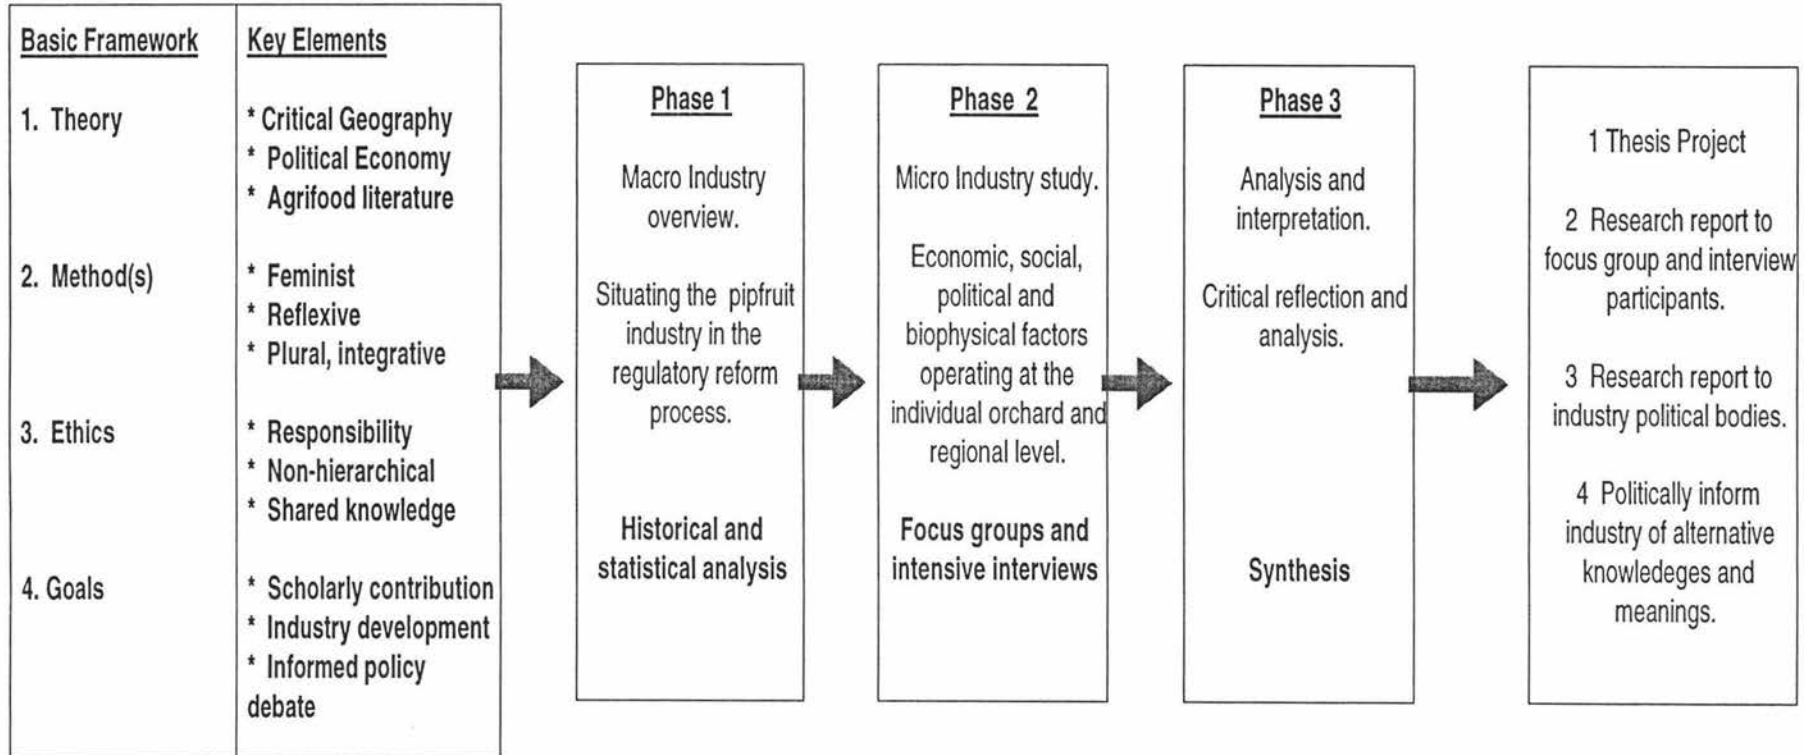 Basic Framework
1. Theory
2. Method(s)
3. Ethics
4. Goals
Key Elements
* Critical Geography
* Political Economy
* Agrifood literature
* Feminist
* Reflexive
* Plural, integrative
* Responsibility
* Non-hierarchical
* Shared knowledge
* Scholarly contribution
* Industry development
* Informed policy
debate
Phase 1
Macro Industry
overview.
Situating the pipfruit
industry in the
regulatory reform
process.
Historical and
statistical analysis
Phase 2
Micro Industry study.
Economic, social,
political and
biophysical factors
operating at the
individual orchard and
regional level.
Focus groups and
intensive interviews
Phase 3
Analysis and
interpretation.
Critical reflection and
analysis.
Synthesis
1 Thesis Project
2 Research report to
focus group and interview
participants.
3 Research report to
industry political bodies.
4 Politically inform
industry of alternative
knowledeges and
meanings.